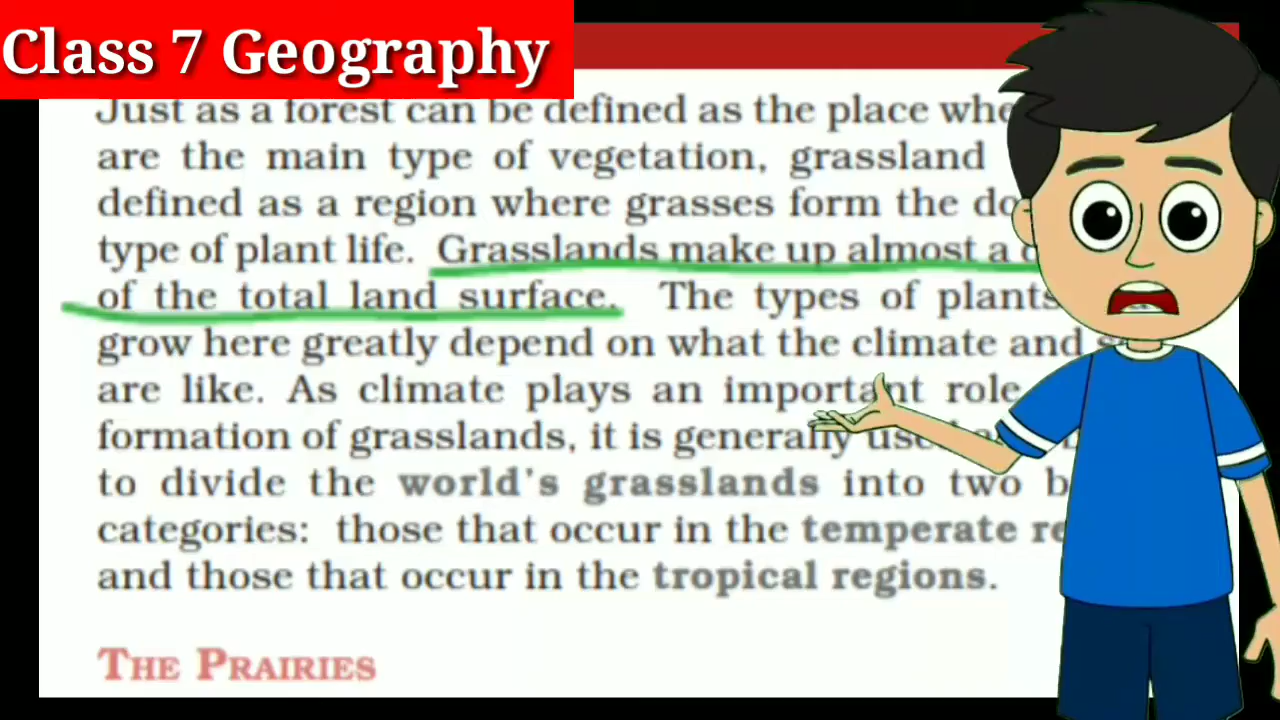 Class 7 Geography
Just as a forest can be defined as the place
are the main type of vegetation, grassland
defined as a region where grasses form the
type of plant life. Grasslands make up almost a
of the total land surface. The types of plants
grow here greatly depend on what the climate and
are like. As climate plays an important role
formation of grasslands, it is generally
to divide the world's grasslands into two
categories: those that occur in the temperate
and those that occur in the tropical regions.
THE PRAIRIES